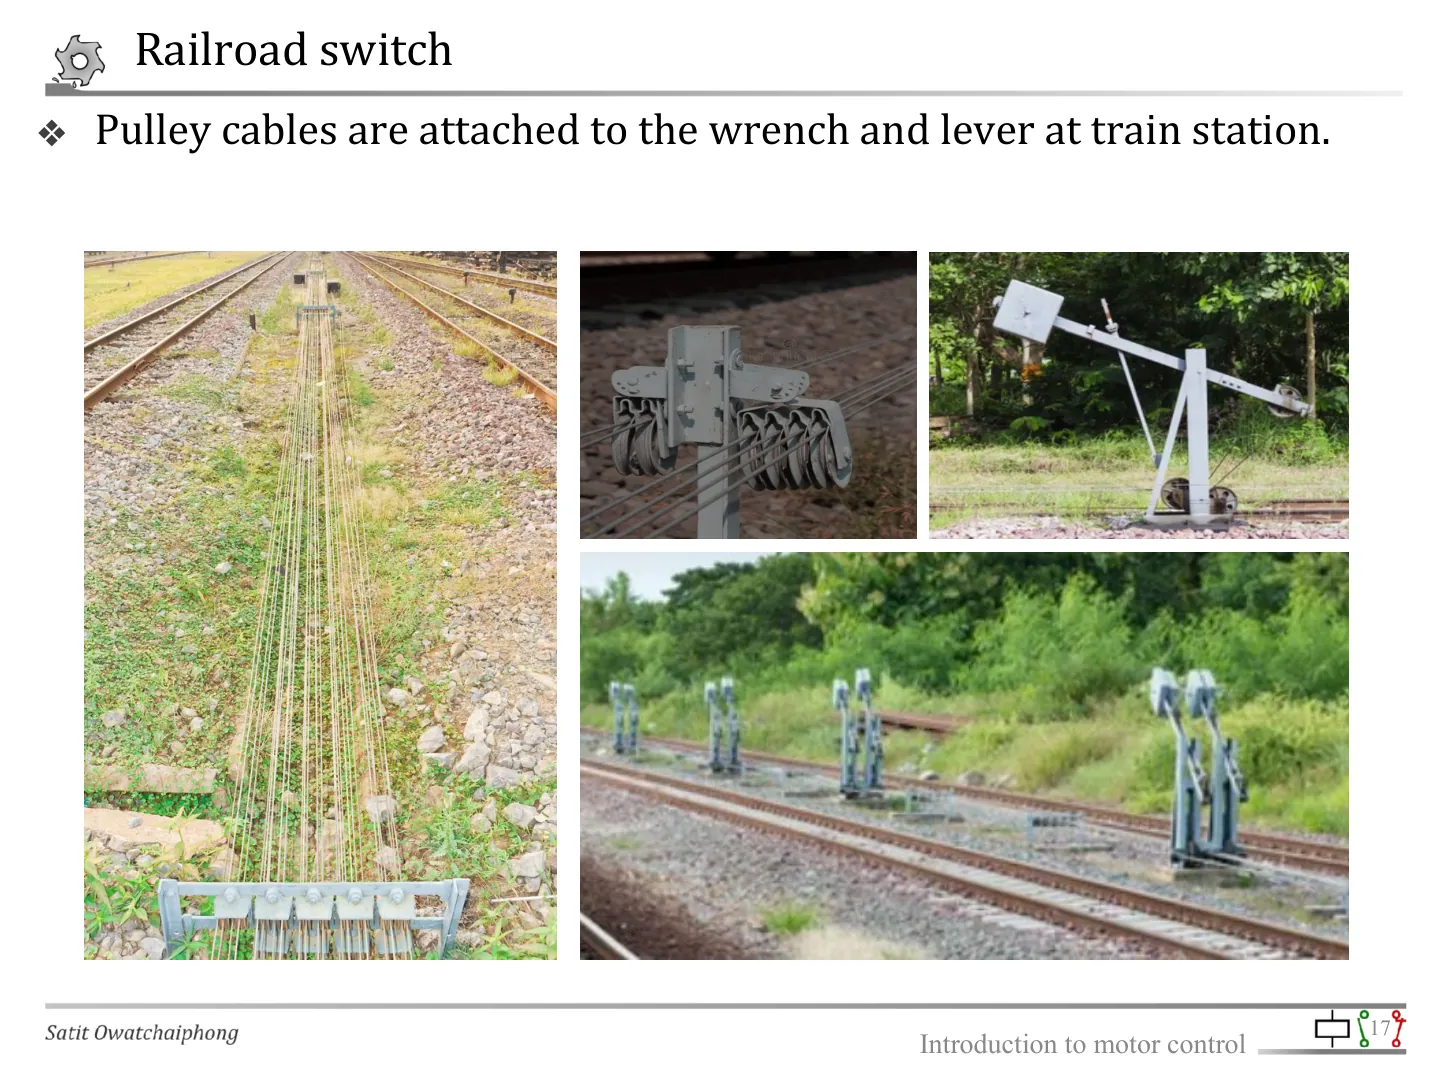 Railroad switch
❖ Pulley cables are attached to the wrench and lever at train station.
Satit Owatchaiphong
Introduction to motor control
17